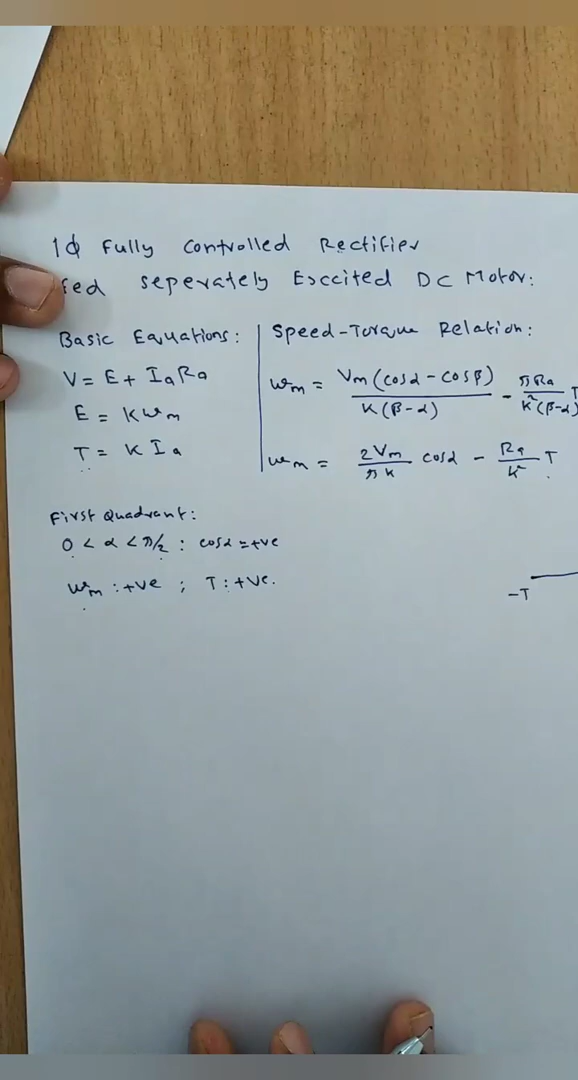 1ϕ Fully Controlled Rectifier
fed seperately Exccited DC Motor:
Basic Equations:
V = E + IaRa
E = Kωm
T = K Ia
Speed-Torque Relation:
ωm = Vm(cosα - cosβ) / K(β-α) - πRa / K²(β-α) T
ωm = 2Vm / πK cosα - Ra / K² T
First Quadrant:
0 < α < π/2 : cosα = +ve
ωm : +ve ; T : +ve.
-T